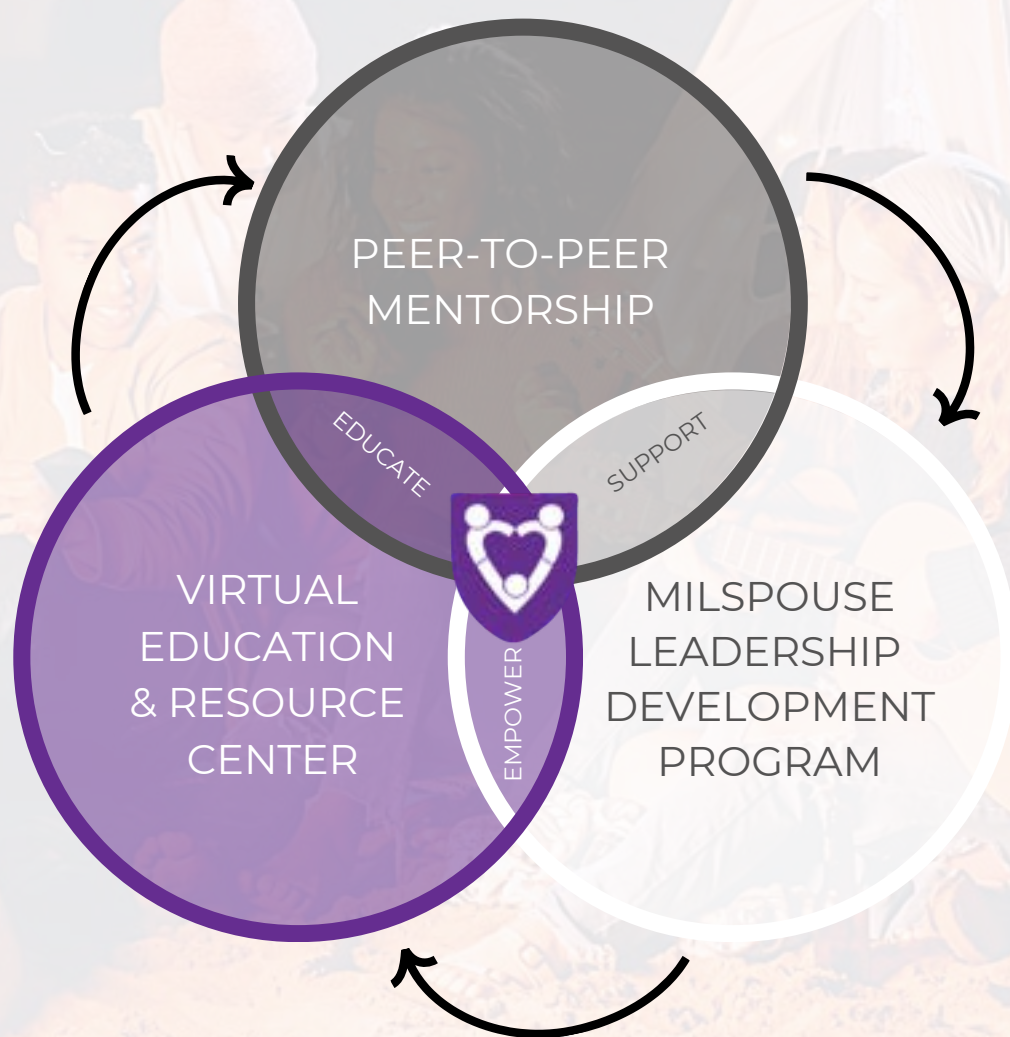 PEER-TO-PEER
MENTORSHIP
EDUCATE
SUPPORT
VIRTUAL
EDUCATION
& RESOURCE
CENTER
EMPOWER
MILSPOUSE
LEADERSHIP
DEVELOPMENT
PROGRAM